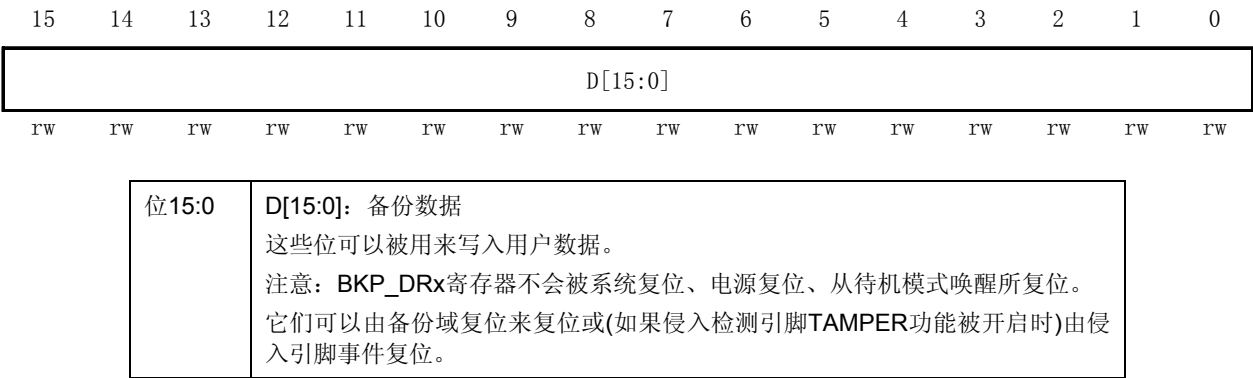 15 14 13 12 11 10 9 8 7 6 5 4 3 2 1 0
D[15:0]
rw rw rw rw rw rw rw rw rw rw rw rw rw rw rw rw
位15:0 D[15:0]：备份数据
这些位可以被用来写入用户数据。
注意：BKP_DRx寄存器不会被系统复位、电源复位、从待机模式唤醒所复位。
它们可以由备份域复位来复位或(如果侵入检测引脚TAMPER功能被开启时)由侵
入引脚事件复位。